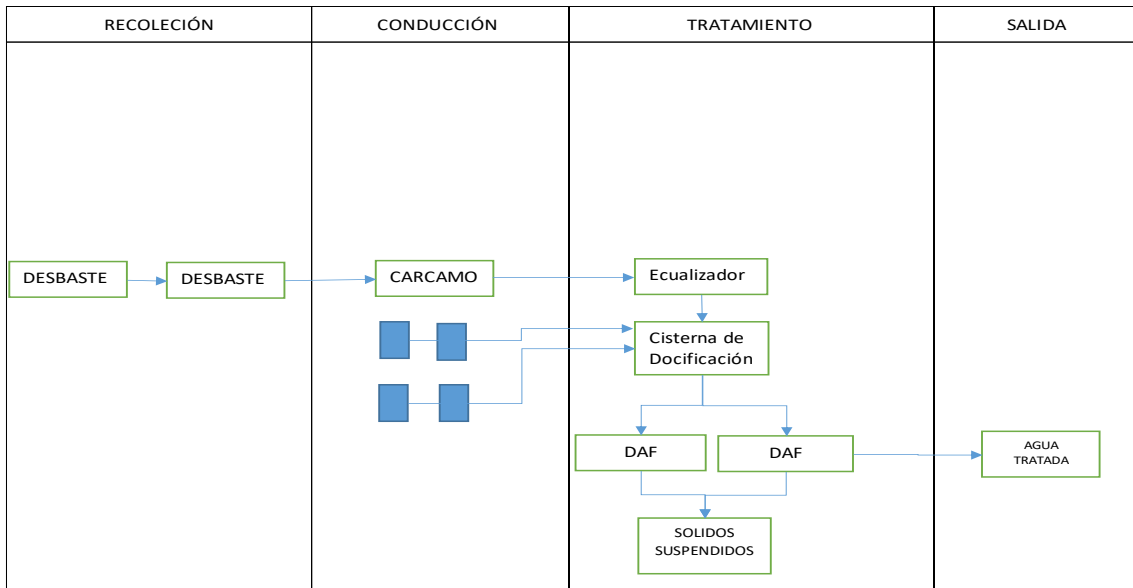 RECOLECIÓN
CONDUCCIÓN
TRATAMIENTO
SALIDA
DESBASTE
DESBASTE
CARCAMO
Ecualizador
Cisterna de
Docificación
DAF
DAF
AGUA
TRATADA
SOLIDOS
SUSPENDIDOS